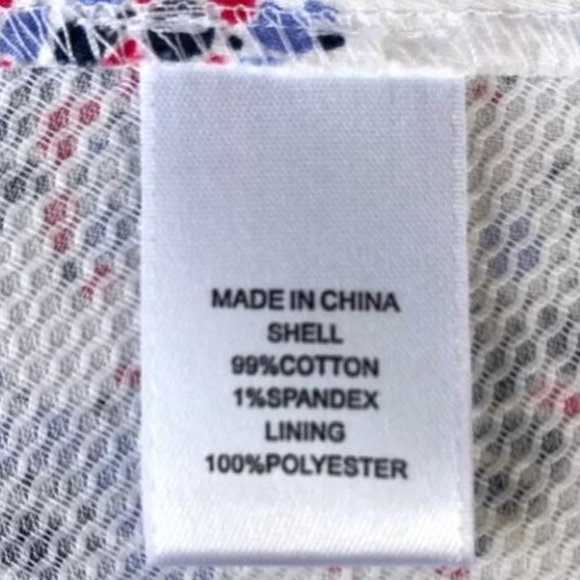 MADE IN CHINA
SHELL
99%COTTON
1%SPANDEX
LINING
100%POLYESTER